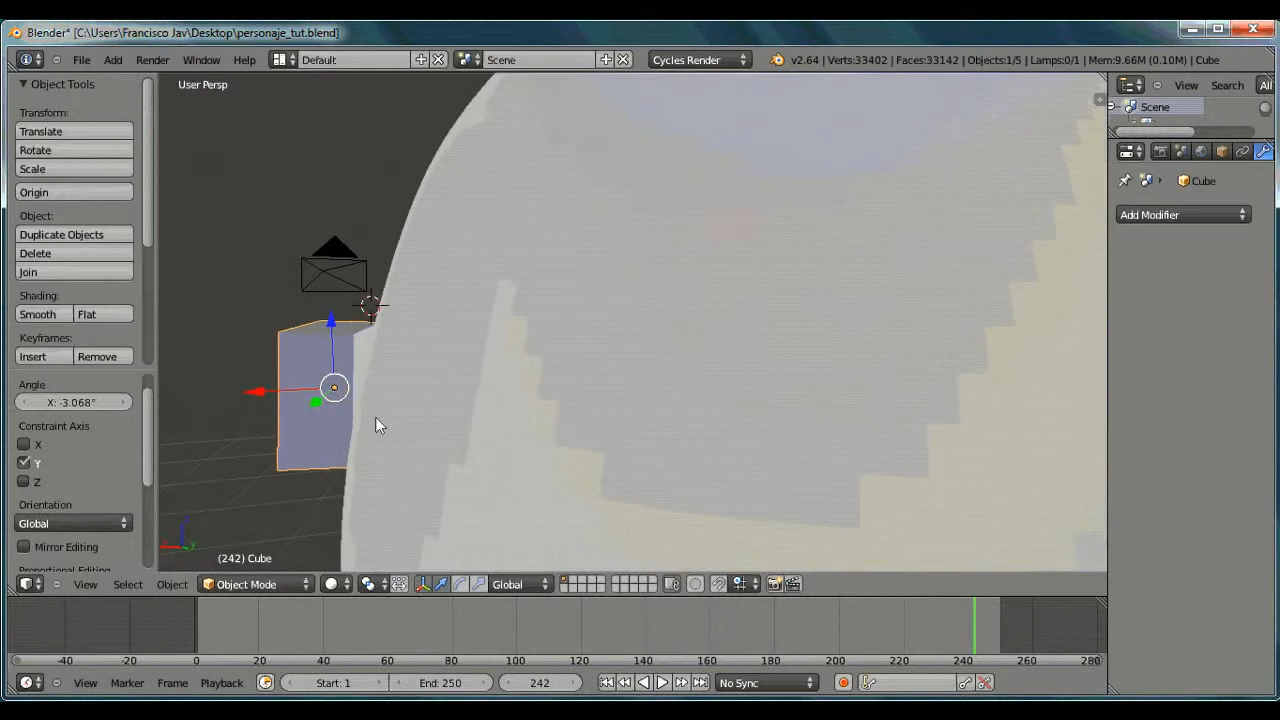 Blender* [C:\Users\Francisco Jav\Desktop\personaje_tut.blend]
File Add Render Window Help Default Scene Cycles Render v2.64 | Verts:33402 | Faces:33142 | Objects:1/5 | Lamps:0/1 | Mem:9.66M (0.10M) | Cube
Object Tools
User Persp
View Search All
Scene
Transform:
Translate
Rotate
Scale
Origin
Cube
Add Modifier
Object:
Duplicate Objects
Delete
Join
Shading:
Smooth Flat
Keyframes:
Insert Remove
Angle
X: -3.068°
Constraint Axis
X
Y
Z
Orientation
Global
Mirror Editing
(242) Cube
View Select Object Object Mode Global
-40 -20 0 20 40 60 80 100 120 140 160 180 200 220 240 260 280
View Marker Frame Playback Start: 1 End: 250 242 No Sync